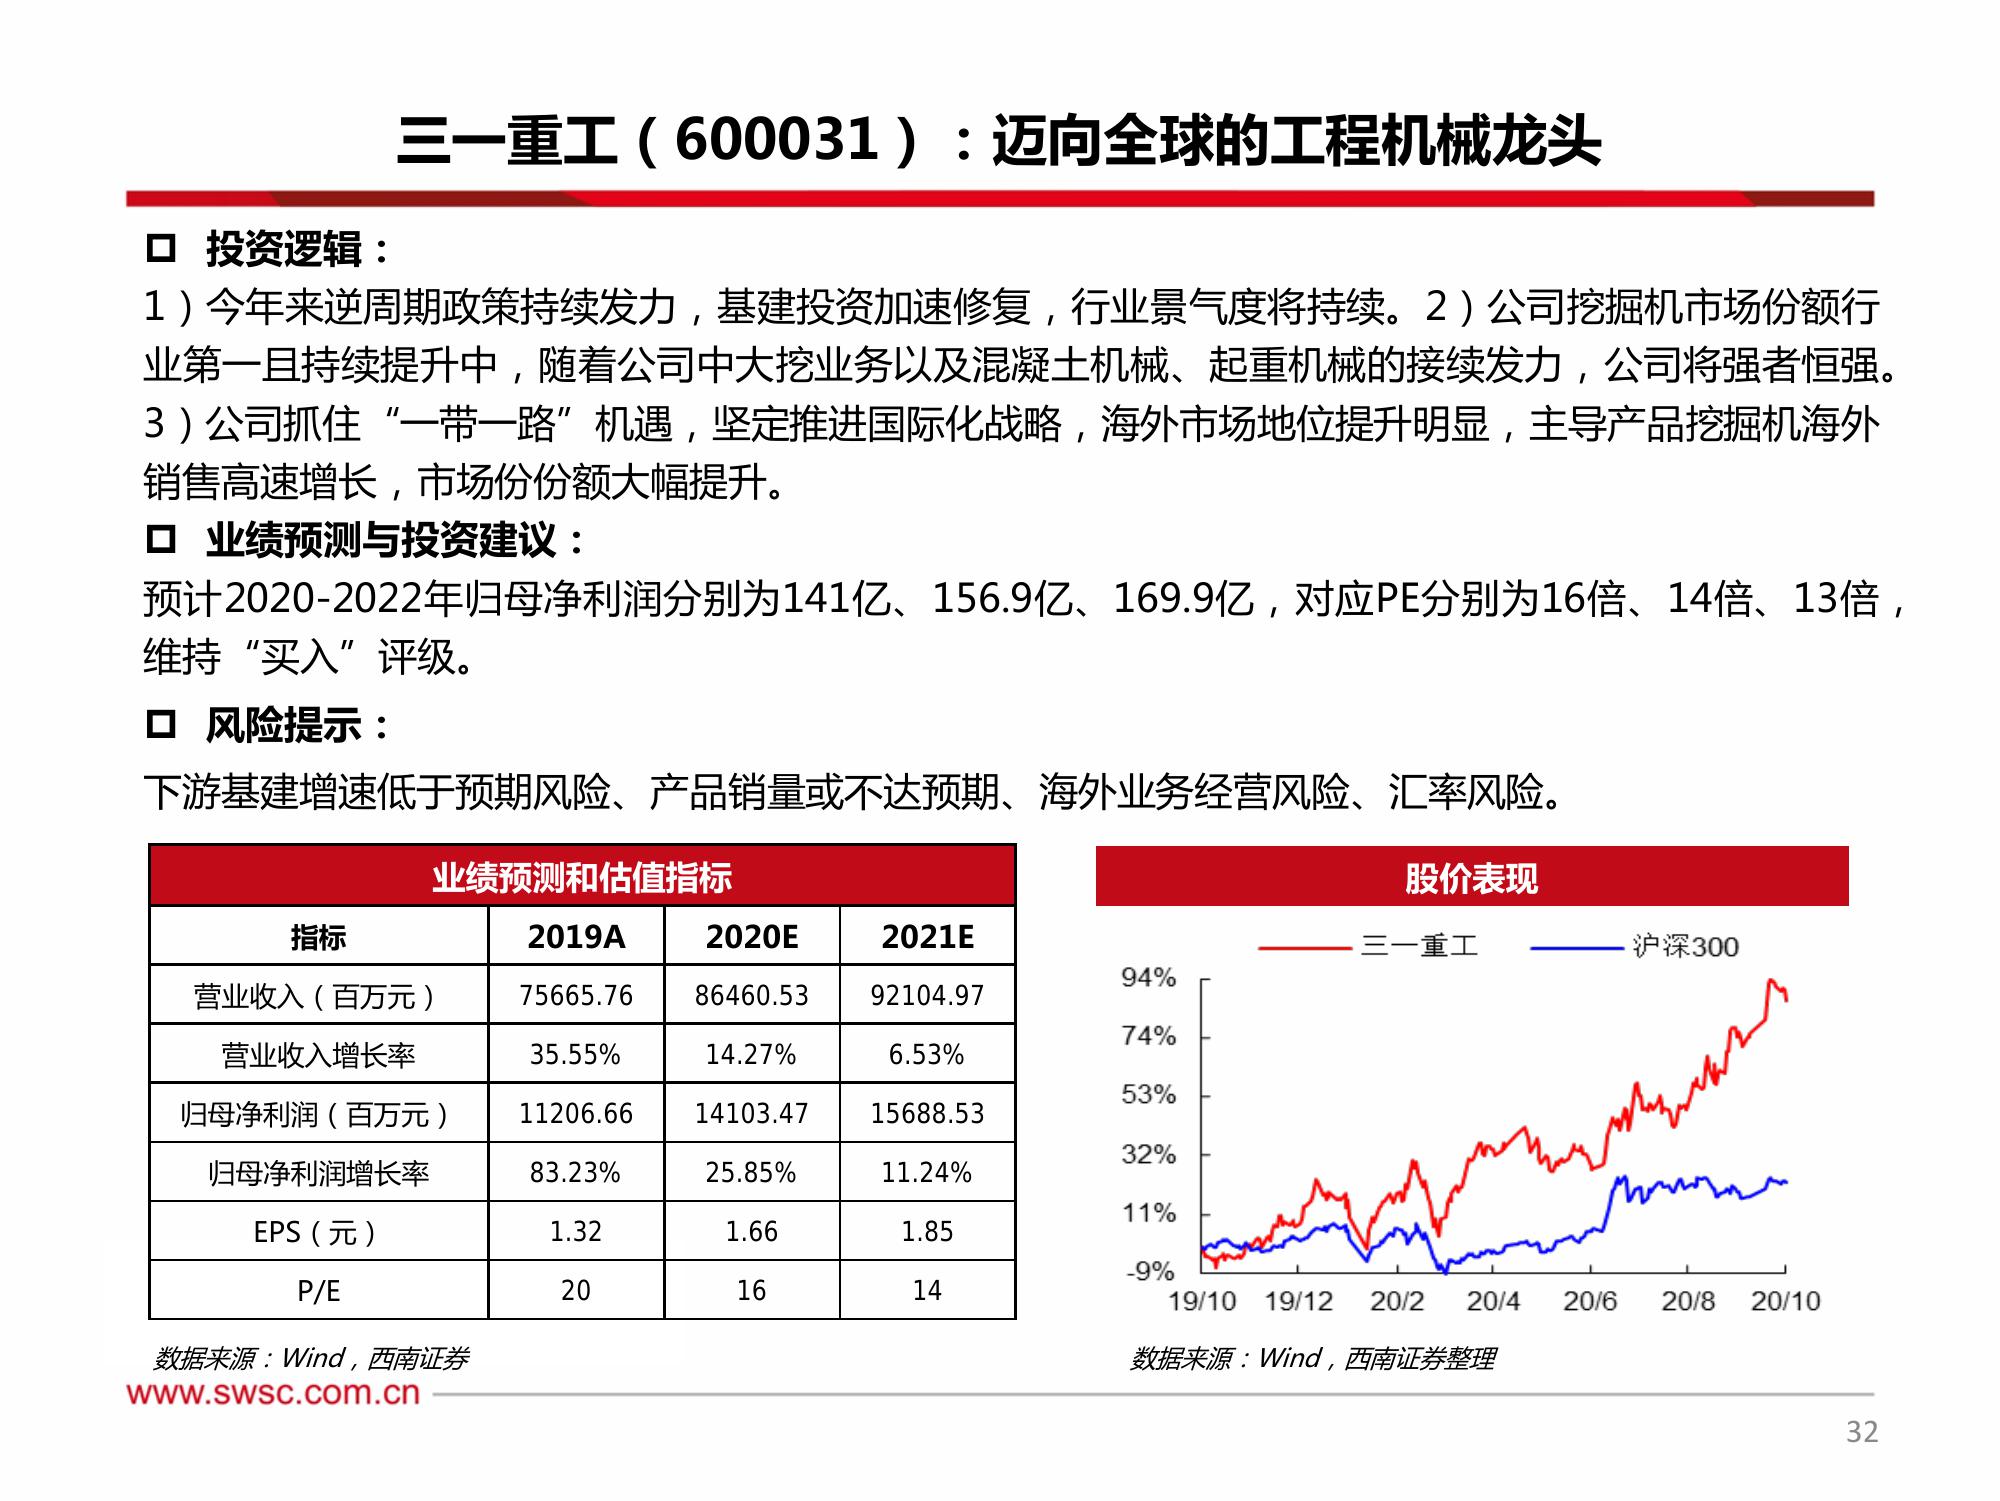 三一重工（600031）：迈向全球的工程机械龙头
投资逻辑：
1）今年来逆周期政策持续发力，基建投资加速修复，行业景气度将持续。2）公司挖掘机市场份额行
业第一且持续提升中，随着公司中大挖业务以及混凝土机械、起重机械的接续发力，公司将强者恒强。
3）公司抓住“一带一路”机遇，坚定推进国际化战略，海外市场地位提升明显，主导产品挖掘机海外
销售高速增长，市场份份额大幅提升。
业绩预测与投资建议：
预计2020-2022年归母净利润分别为141亿、156.9亿、169.9亿，对应PE分别为16倍、14倍、13倍，
维持“买入”评级。
风险提示：
下游基建增速低于预期风险、产品销量或不达预期、海外业务经营风险、汇率风险。
业绩预测和估值指标
指标 2019A 2020E 2021E
营业收入（百万元） 75665.76 86460.53 92104.97
营业收入增长率 35.55% 14.27% 6.53%
归母净利润（百万元） 11206.66 14103.47 15688.53
归母净利润增长率 83.23% 25.85% 11.24%
EPS（元） 1.32 1.66 1.85
P/E 20 16 14
数据来源：Wind，西南证券
股价表现
三一重工 沪深300
94%
74%
53%
32%
11%
-9%
19/10 19/12 20/2 20/4 20/6 20/8 20/10
数据来源：Wind，西南证券整理
www.swsc.com.cn
32